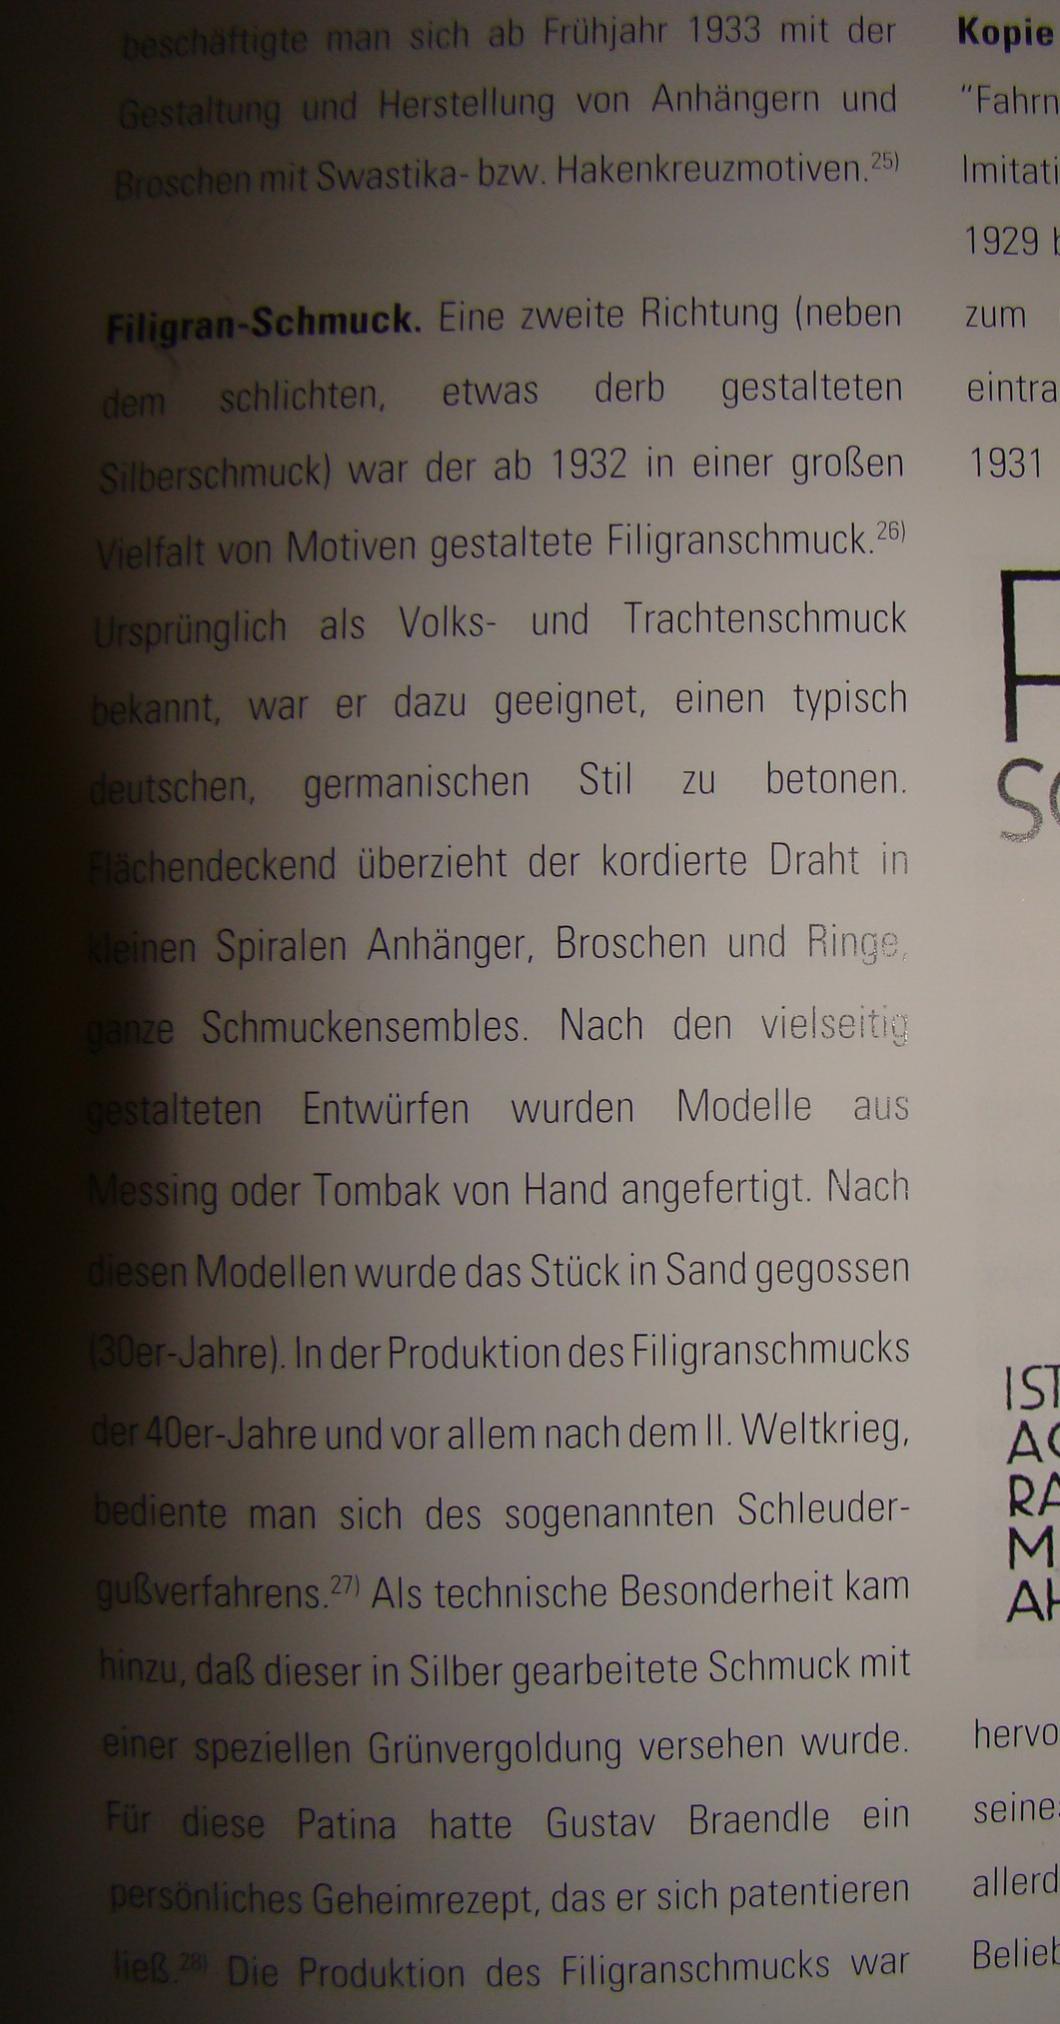 beschäftigte man sich ab Frühjahr 1933 mit der
Gestaltung und Herstellung von Anhängern und
Broschen mit Swastika- bzw. Hakenkreuzmotiven.25)
Filigran-Schmuck. Eine zweite Richtung (neben
dem schlichten, etwas derb gestalteten
Silberschmuck) war der ab 1932 in einer großen
Vielfalt von Motiven gestaltete Filigranschmuck.26)
Ursprünglich als Volks- und Trachtenschmuck
bekannt, war er dazu geeignet, einen typisch
deutschen, germanischen Stil zu betonen.
Flächendeckend überzieht der kordierte Draht in
kleinen Spiralen Anhänger, Broschen und Ringe,
ganze Schmuckensembles. Nach den vielseitig
gestalteten Entwürfen wurden Modelle aus
Messing oder Tombak von Hand angefertigt. Nach
diesen Modellen wurde das Stück in Sand gegossen
(30er-Jahre). In der Produktion des Filigranschmucks
der 40er-Jahre und vor allem nach dem II. Weltkrieg,
bediente man sich des sogenannten Schleuder-
gußverfahrens.27) Als technische Besonderheit kam
hinzu, daß dieser in Silber gearbeitete Schmuck mit
einer speziellen Grünvergoldung versehen wurde.
Für diese Patina hatte Gustav Braendle ein
persönliches Geheimrezept, das er sich patentieren
ließ.28) Die Produktion des Filigranschmucks war
Kopie
"Fahrn
Imitati
1929
zum
eintra
1931
SC
IST
AC
RA
M
AH
hervo
seines
allerd
Belieb